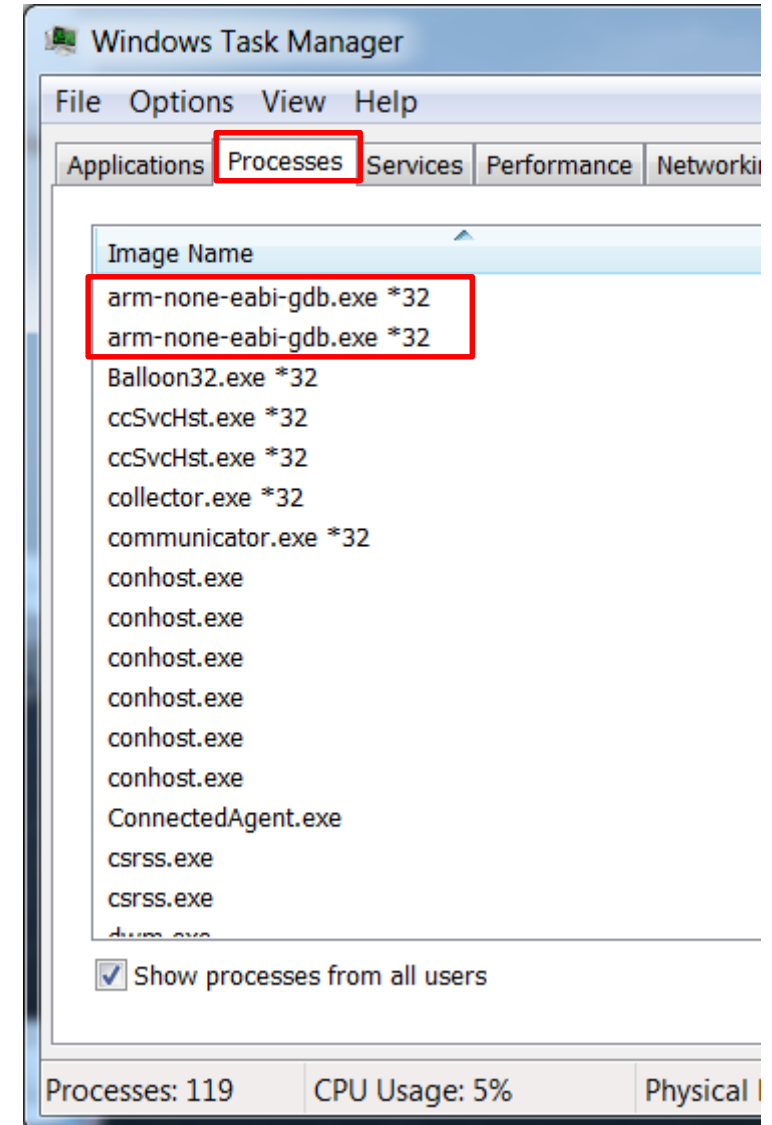 Windows Task Manager
File Options View Help
Applications Processes Services Performance
Image Name
arm-none-eabi-gdb.exe *32
arm-none-eabi-gdb.exe *32
Balloon32.exe *32
ccSvcHst.exe *32
ccSvcHst.exe *32
collector.exe *32
communicator.exe *32
conhost.exe
conhost.exe
conhost.exe
conhost.exe
conhost.exe
conhost.exe
ConnectedAgent.exe
csrss.exe
csrss.exe
Show processes from all users
Processes: 119 CPU Usage: 5% Physical